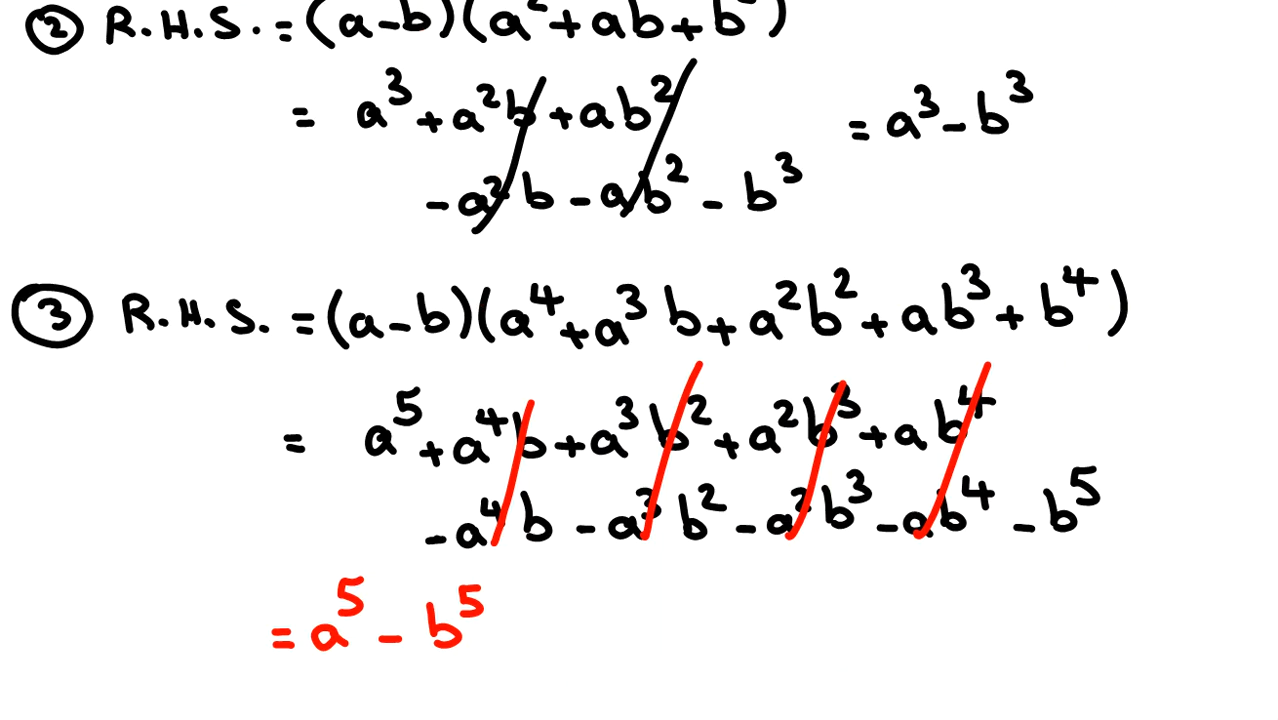 ② R.H.S. = (a-b)(a²+ab+b²)
= a³+a²b+ab² = a³-b³
-a²b-ab²-b³
③ R.H.S. =(a-b)(a⁴+a³b+a²b²+ab³+b⁴)
= a⁵+a⁴b+a³b²+a²b³+ab⁴
-a⁴b-a³b²-a²b³-ab⁴-b⁵
=a⁵-b⁵